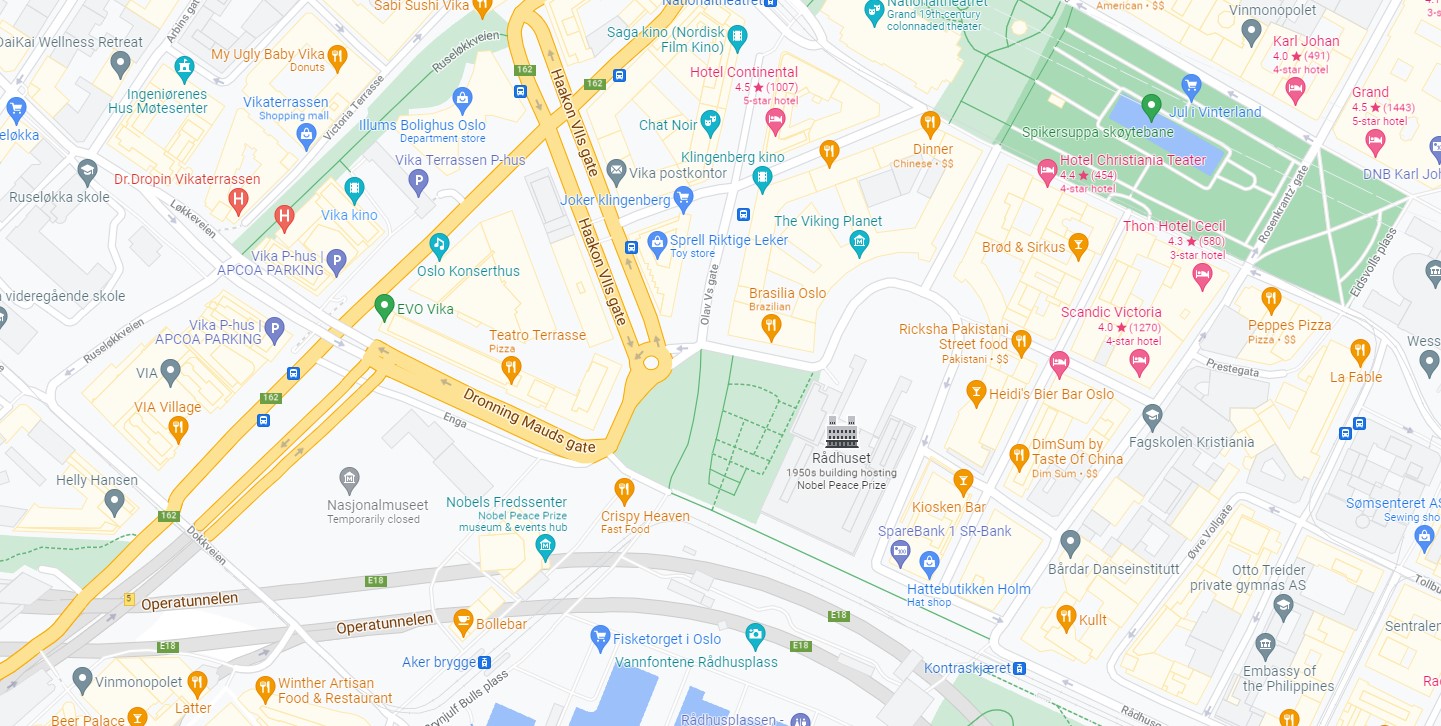 Sabi Sushi Vika
Nationaltheatret
Nationaltheatret
Grand 19th-century
colonnaded theater
American • $$
Vinmonopolet
DaiKai Wellness Retreat
Arbins gate
My Ugly Baby Vika
Donuts
Ruseløkkveien
Saga kino (Nordisk
Film Kino)
Karl Johan
4.0 ★ (491)
4-star hotel
Ingeniørenes
Hus Møtesenter
Vikaterrassen
Shopping mall
Victoria Terrasse
162
162
Haakon VIIs gate
Hotel Continental
4.5 ★ (1007)
5-star hotel
Grand
4.5 ★ (1443)
5-star hotel
Illums Bolighus Oslo
Department store
Chat Noir
Jul i Vinterland
Spikersuppa skøytebane
Dinner
Chinese • $$
Vika Terrassen P-hus
Klingenberg kino
Vika postkontor
Hotel Christiania Teater
4.4 ★ (454)
4-star hotel
Dr.Dropin Vikaterrassen
H
H
P
Ruseløkka skole
Løkkeveien
Vika kino
Joker klingenberg
Rosenkrantz' gate
The Viking Planet
Thon Hotel Cecil
4.3 ★ (580)
3-star hotel
Haakon VIIs gate
Sprell Riktige Leker
Toy store
Brød & Sirkus
Eidsvolls plass
Vika P-hus |
APCOA PARKING
P
Oslo Konserthus
Olav Vs gate
a videregående skole
EVO Vika
Brasilia Oslo
Brazilian
Scandic Victoria
4.0 ★ (1270)
4-star hotel
Peppes Pizza
Pizza • $$
Ruseløkkveien
Vika P-hus |
APCOA PARKING
P
Teatro Terrasse
Pizza
Ricksha Pakistani
Street food
Pakistani • $$
Prestegata
La Fable
VIA
VIA Village
162
Dronning Mauds gate
Enga
Heidi's Bier Bar Oslo
Fagskolen Kristiania
Rådhuset
1950s building hosting
Nobel Peace Prize
DimSum by
Taste Of China
Dim Sum • $$
Helly Hansen
Nasjonalmuseet
Temporarily closed
Nobels Fredssenter
Nobel Peace Prize
museum & events hub
Crispy Heaven
Fast Food
Kiosken Bar
162
Dokkveien
SpareBank 1 SR-Bank
Øvre Vollgate
Bårdar Danseinstitutt
Otto Treider
private gymnas AS
Hattebutikken Holm
Hat shop
E18
5
Operatunnelen
Operatunnelen
E18
E18
E18
Bollebar
Fisketorget i Oslo
Kullt
Aker brygge
Vannfontene Rådhusplass
Kontraskjæret
Embassy of
the Philippines
Vinmonopolet
Latter
Winther Artisan
Food & Restaurant
Brynjulf Bulls plass
Beer Palace
Rådhusplassen -